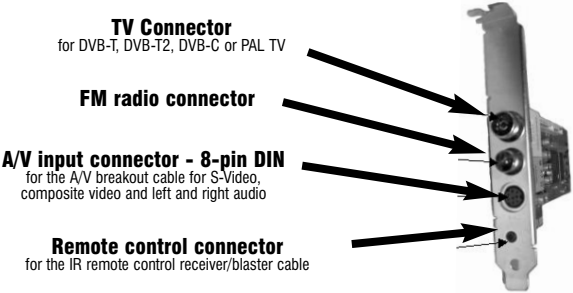 TV Connector
for DVB-T, DVB-T2, DVB-C or PAL TV
FM radio connector
A/V input connector - 8-pin DIN
for the A/V breakout cable for S-Video,
composite video and left and right audio
Remote control connector
for the IR remote control receiver/blaster cable